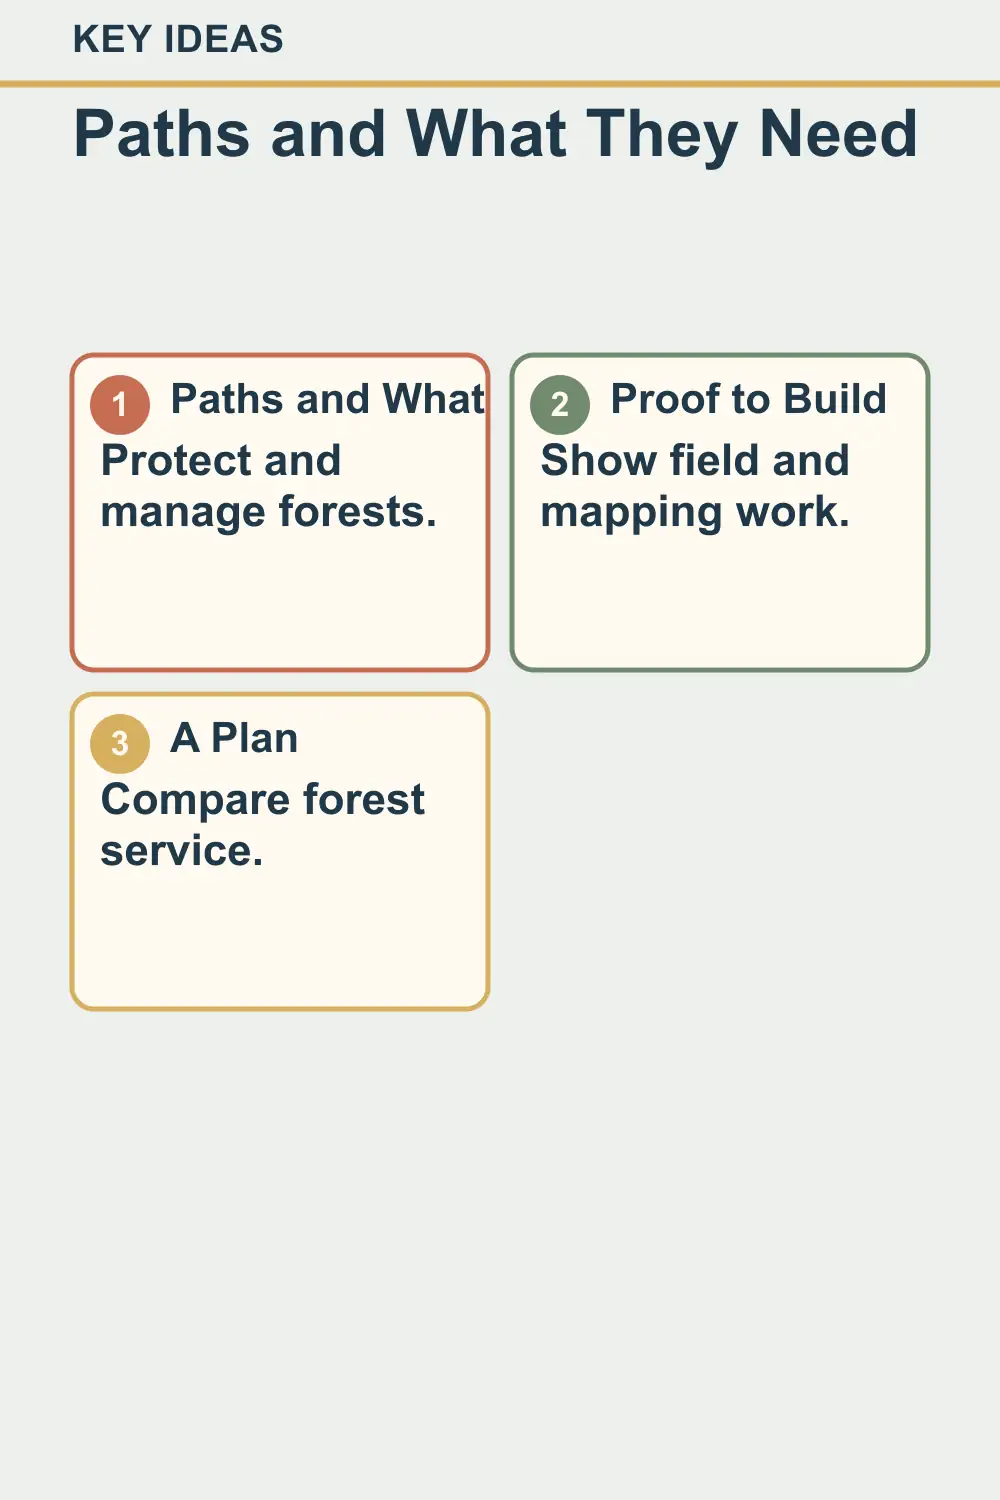 KEY IDEAS
Paths and What They Need
1 Paths and What
Protect and
manage forests.
2 Proof to Build
Show field and
mapping work.
3 A Plan
Compare forest
service.